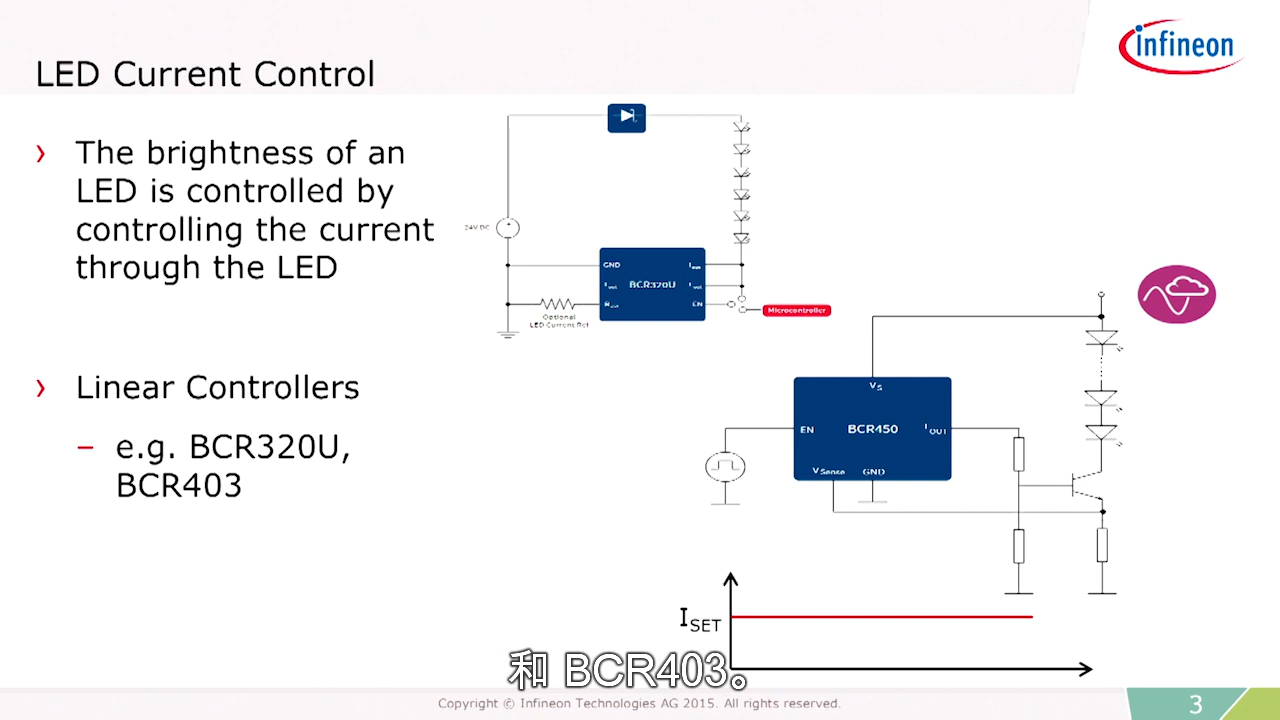 infineon
LED Current Control
The brightness of an
LED is controlled by
controlling the current
through the LED
Linear Controllers
– e.g. BCR320U,
BCR403
24V DC
GND
BCR320U
EN
Optional
LED Current Ref
Microcontroller
VS
EN
BCR450
IOUT
VSense
GND
ISET
和 BCR403。
Copyright © Infineon Technologies AG 2015. All rights reserved.
3